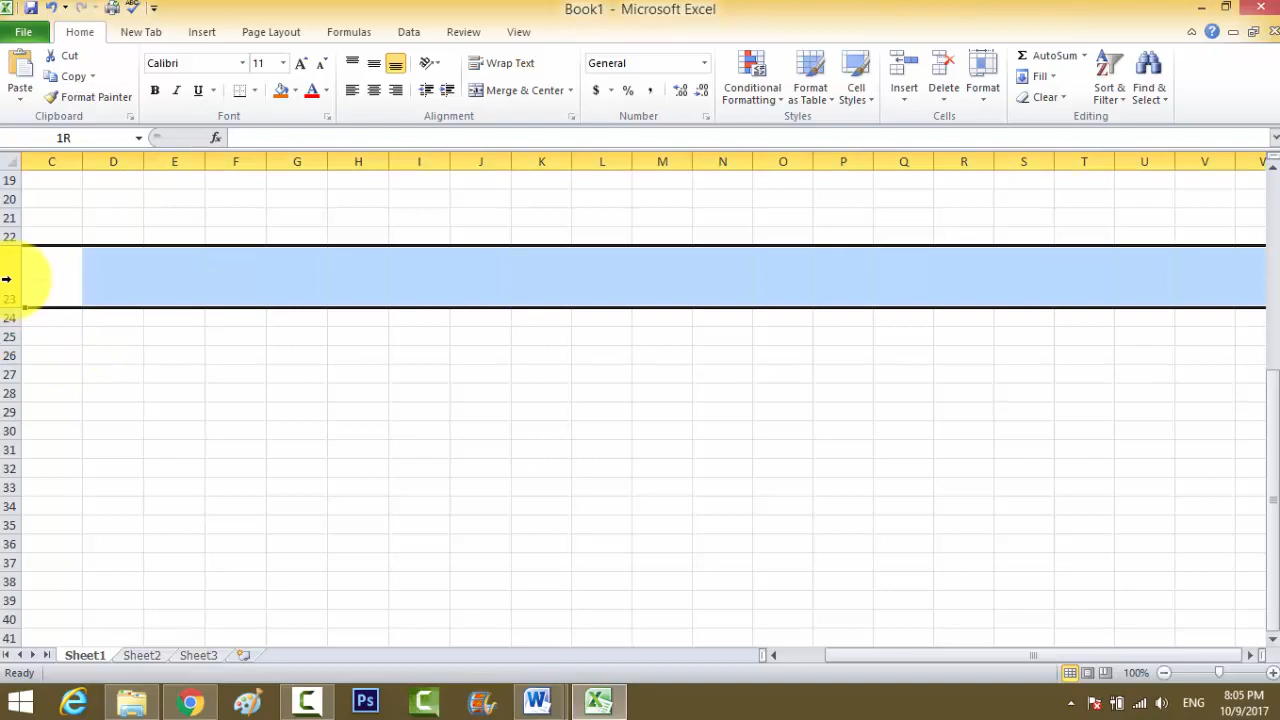 Book1 - Microsoft Excel
File Home New Tab Insert Page Layout Formulas Data Review View
Paste
Cut
Copy
Format Painter
Clipboard
Calibri 11
B I U A
Font
Wrap Text
Merge & Center
Alignment
General
$ % ,
Number
Conditional Formatting
Format as Table
Cell Styles
Styles
Insert Delete Format
Cells
Σ AutoSum
Fill
Clear
Sort & Filter
Find & Select
Editing
1R fx
C D E F G H I J K L M N O P Q R S T U V
19
20
21
22
23
24
25
26
27
28
29
30
31
32
33
34
35
36
37
38
39
40
41
Sheet1 Sheet2 Sheet3
Ready 100%
Ps ENG 8:05 PM
10/9/2017